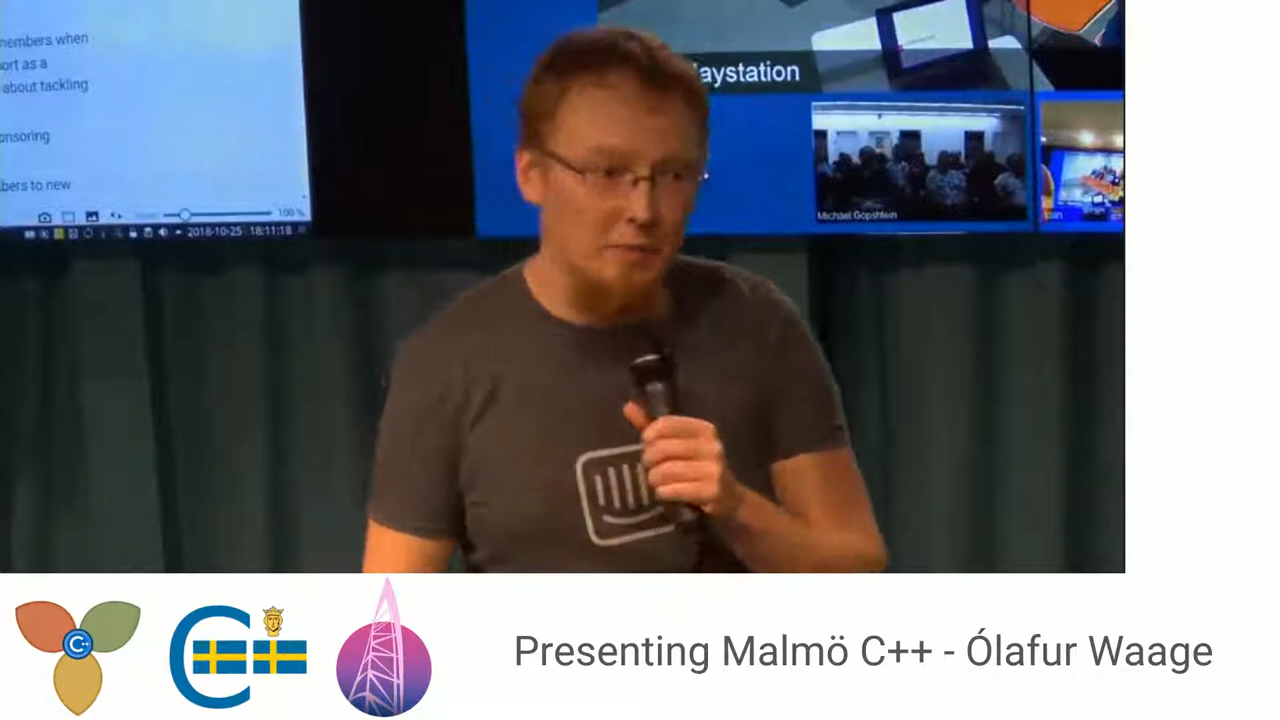 members when
ort as a
about tackling
onsoring
bers to new
100 %
2018-10-25 18:11:18
aystation
Michael Gopshtein
C++
C
Presenting Malmö C++ - Ólafur Waage